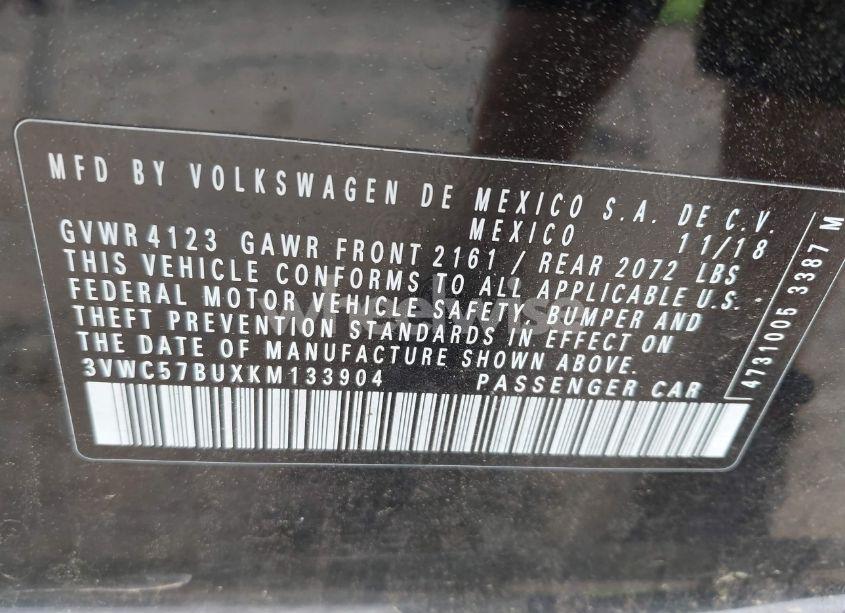 MFD BY VOLKSWAGEN DE MEXICO S.A. DE C.V.
MEXICO 11/18
GVWR 4123 GAWR FRONT 2161 / REAR 2072 LBS
THIS VEHICLE CONFORMS TO ALL APPLICABLE U.S.-
FEDERAL MOTOR VEHICLE SAFETY, BUMPER AND
THEFT PREVENTION STANDARDS IN EFFECT ON
THE DATE OF MANUFACTURE SHOWN ABOVE.
3VWC57BUXKM133904 PASSENGER CAR
4731005 3387 M